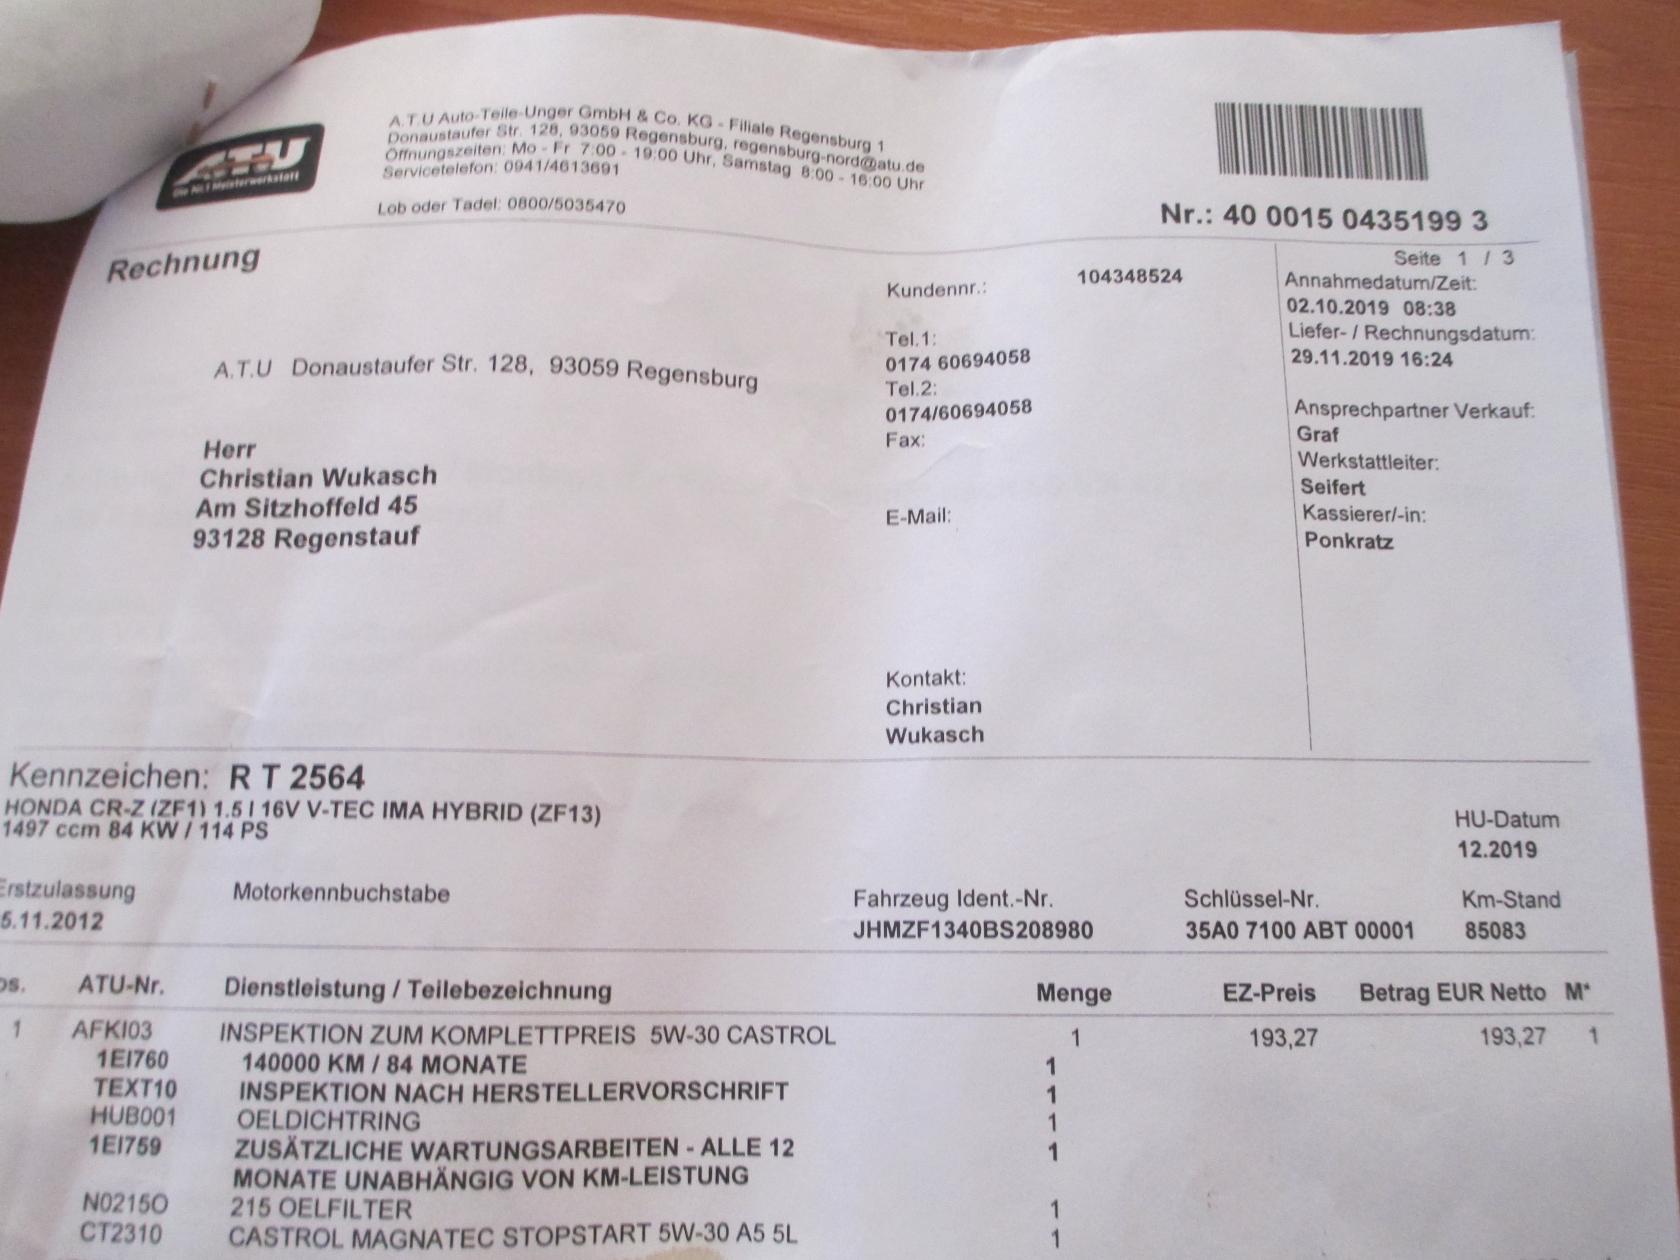 ATU
Die Nr.1 Meisterwerkstatt
A.T.U Auto-Teile-Unger GmbH & Co. KG - Filiale Regensburg 1
Donaustaufer Str. 128, 93059 Regensburg, regensburg-nord@atu.de
Öffnungszeiten: Mo - Fr 7:00 - 19:00 Uhr, Samstag 8:00 - 16:00 Uhr
Servicetelefon: 0941/4613691
Lob oder Tadel: 0800/5035470
Nr.: 40 0015 0435199 3
Rechnung
Seite 1 / 3
Kundennr.: 104348524
Annahmedatum/Zeit:
02.10.2019 08:38
Liefer- / Rechnungsdatum:
29.11.2019 16:24
Tel.1:
0174 60694058
Tel.2:
0174/60694058
Fax:
A.T.U Donaustaufer Str. 128, 93059 Regensburg
Ansprechpartner Verkauf:
Graf
Werkstattleiter:
Seifert
Kassierer/-in:
Ponkratz
Herr
Christian Wukasch
Am Sitzhoffeld 45
93128 Regenstauf
E-Mail:
Kontakt:
Christian
Wukasch
Kennzeichen: R T 2564
HONDA CR-Z (ZF1) 1.5 l 16V V-TEC IMA HYBRID (ZF13)
1497 ccm 84 KW / 114 PS
HU-Datum
12.2019
Erstzulassung Motorkennbuchstabe Fahrzeug Ident.-Nr. Schlüssel-Nr. Km-Stand
5.11.2012 JHMZF1340BS208980 35A0 7100 ABT 00001 85083
os. ATU-Nr. Dienstleistung / Teilebezeichnung Menge EZ-Preis Betrag EUR Netto M*
1 AFKI03 INSPEKTION ZUM KOMPLETTPREIS 5W-30 CASTROL 1 193,27 193,27 1
1EI760 140000 KM / 84 MONATE 1
TEXT10 INSPEKTION NACH HERSTELLERVORSCHRIFT 1
HUB001 OELDICHTRING 1
1EI759 ZUSÄTZLICHE WARTUNGSARBEITEN - ALLE 12 1
MONATE UNABHÄNGIG VON KM-LEISTUNG
N0215O 215 OELFILTER 1
CT2310 CASTROL MAGNATEC STOPSTART 5W-30 A5 5L 1